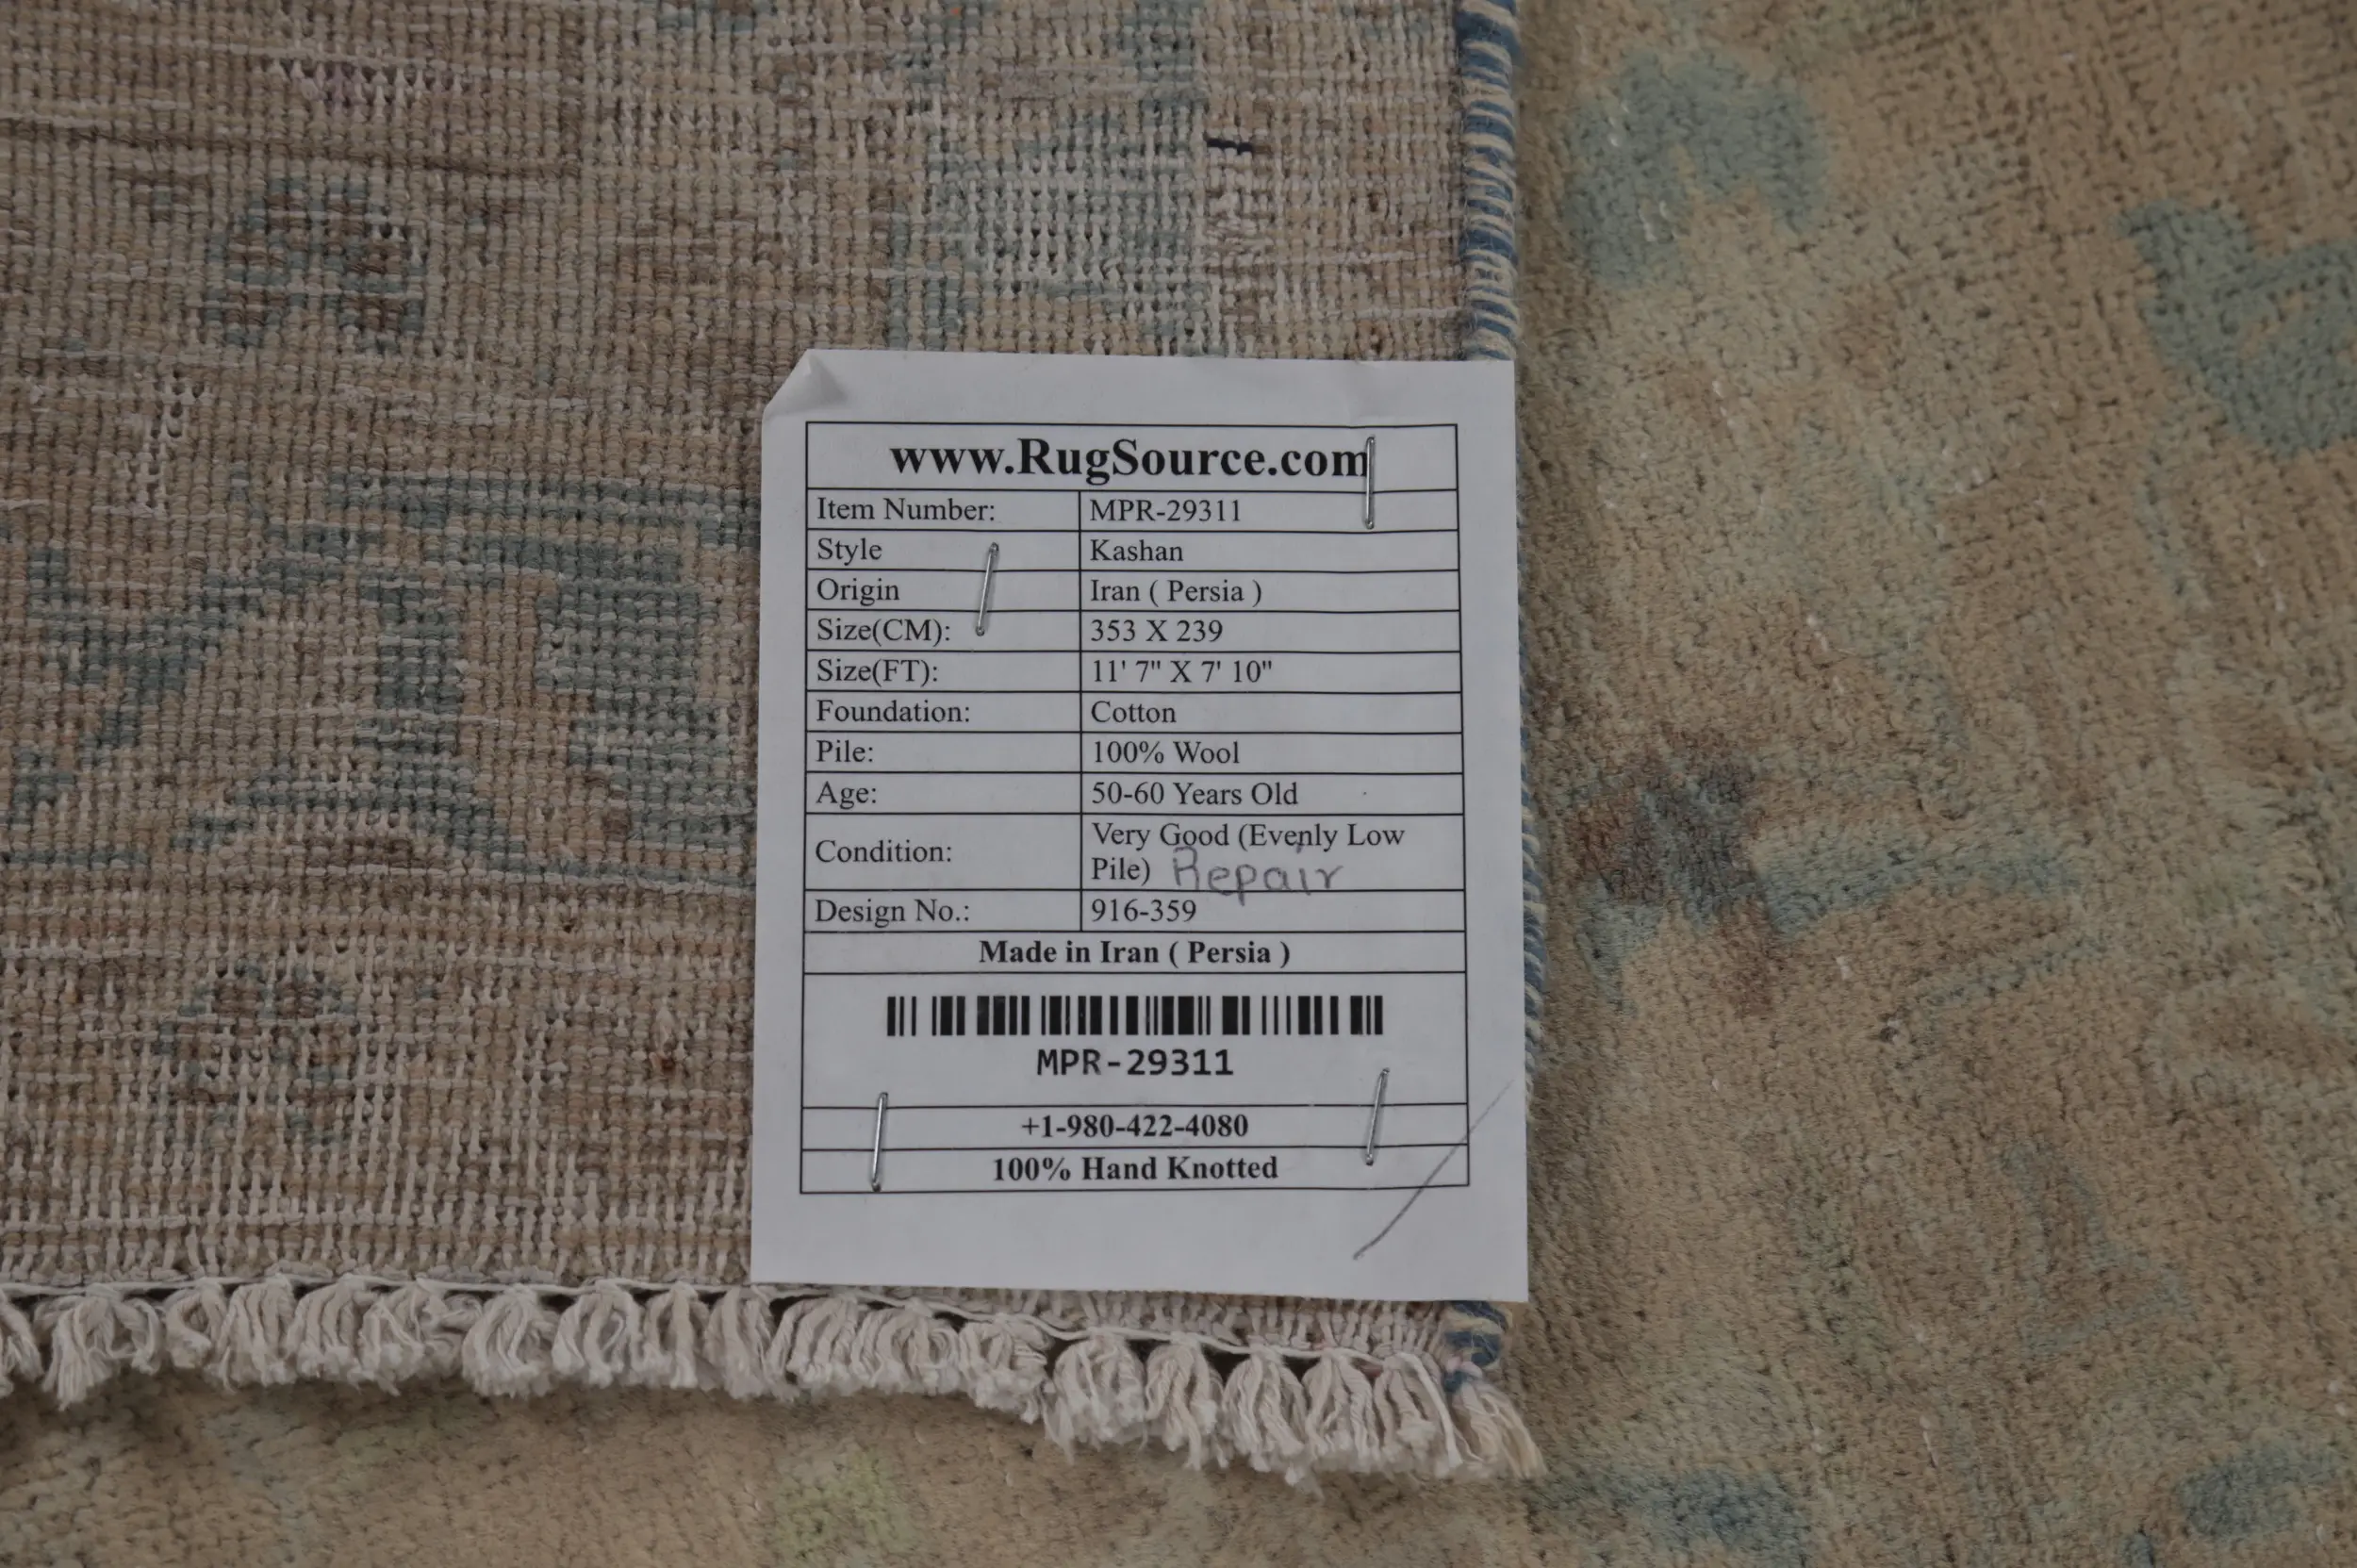 www.RugSource.com
Item Number: MPR-29311
Style Kashan
Origin Iran ( Persia )
Size(CM): 353 X 239
Size(FT): 11' 7" X 7' 10"
Foundation: Cotton
Pile: 100% Wool
Age: 50-60 Years Old
Condition: Very Good (Evenly Low
Pile) Repair
Design No.: 916-359
Made in Iran ( Persia )
MPR-29311
+1-980-422-4080
100% Hand Knotted